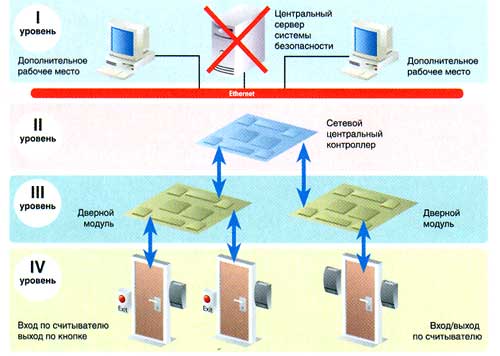 I
уровень
Центральный
сервер
системы
безопасности
Дополнительное
рабочее место
Дополнительное
рабочее место
Ethernet
II
уровень
Сетевой
центральный
контроллер
III
уровень
Дверной
модуль
Дверной
модуль
IV
уровень
Exit
Exit
Вход по считывателю
выход по кнопке
Вход/выход
по считывателю